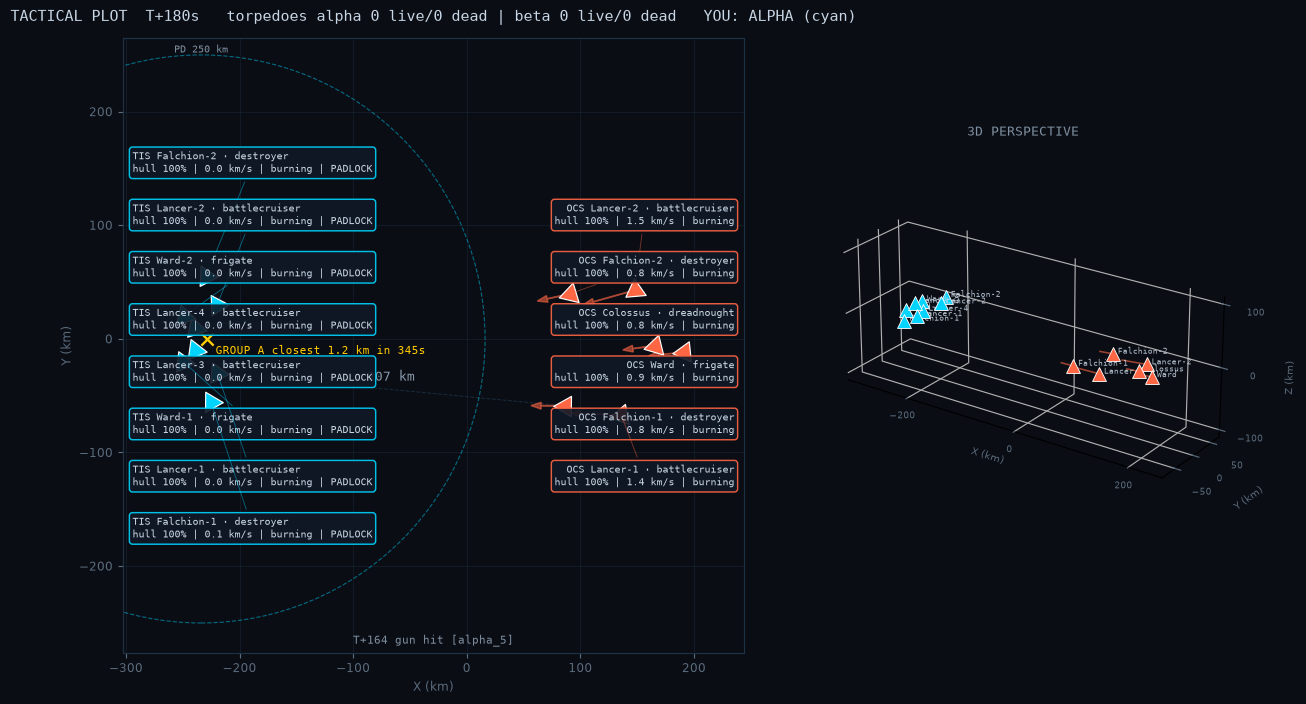 TACTICAL PLOT  T+180s   torpedoes alpha 0 live/0 dead | beta 0 live/0 dead   YOU: ALPHA (cyan)
PD 250 km
TIS Falchion-2 · destroyer
hull 100% | 0.0 km/s | burning | PADLOCK
TIS Lancer-2 · battlecruiser
hull 100% | 0.0 km/s | burning | PADLOCK
TIS Ward-2 · frigate
hull 100% | 0.0 km/s | burning | PADLOCK
TIS Lancer-4 · battlecruiser
hull 100% | 0.0 km/s | burning | PADLOCK
GROUP A closest 1.2 km in 345s
TIS Lancer-3 · battlecruiser
hull 100% | 0.0 km/s | burning | PADLOCK
07 km
TIS Ward-1 · frigate
hull 100% | 0.0 km/s | burning | PADLOCK
TIS Lancer-1 · battlecruiser
hull 100% | 0.0 km/s | burning | PADLOCK
TIS Falchion-1 · destroyer
hull 100% | 0.1 km/s | burning | PADLOCK
OCS Lancer-2 · battlecruiser
hull 100% | 1.5 km/s | burning
OCS Falchion-2 · destroyer
hull 100% | 0.8 km/s | burning
OCS Colossus · dreadnought
hull 100% | 0.8 km/s | burning
OCS Ward · frigate
hull 100% | 0.9 km/s | burning
OCS Falchion-1 · destroyer
hull 100% | 0.8 km/s | burning
OCS Lancer-1 · battlecruiser
hull 100% | 1.4 km/s | burning
T+164 gun hit [alpha_5]
200
100
0
−100
−200
Y (km)
−300
−200
−100
0
100
200
X (km)
3D PERSPECTIVE
Falchion-2
Falchion-2
Falchion-1
Ward
−200
0
200
X (km)
−50
0
50
Y (km)
100
0
−100
Z (km)